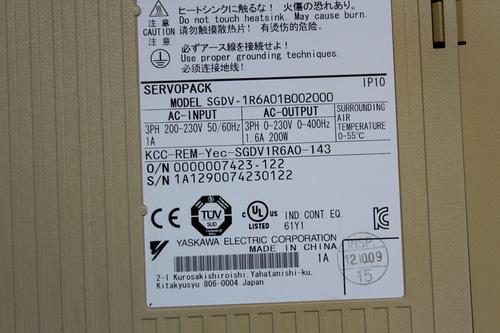 ヒートシンクに触るな! 火傷の恐れあり。
注意 Do not touch heatsink. May cause burn.
CAUTION 请勿触摸散热片! 有烫伤的危险。
注意
必ずアース線を接続せよ!
Use proper grounding techniques.
必须连接地线!
SERVOPACK IP10
MODEL SGDV-1R6A01B002000
AC-INPUT AC-OUTPUT SURROUNDING AIR TEMPERATURE 0-55℃
3PH 200-230V 50/60Hz 3PH 0-230V 0-400Hz
1A 1.6A 200W
KCC-REM-Yec-SGDV1R6A0-143
O/N 0000007423-122
S/N 1A1290074230122
CE TÜV SÜD c UL US LISTED IND. CONT. EQ. 61Y1 KC
YASKAWA ELECTRIC CORPORATION
MADE IN CHINA
1A
2-1 Kurosakishiroishi, Yahatanishi-ku,
Kitakyusyu 806-0004 Japan
INSP.
12.10.09
15